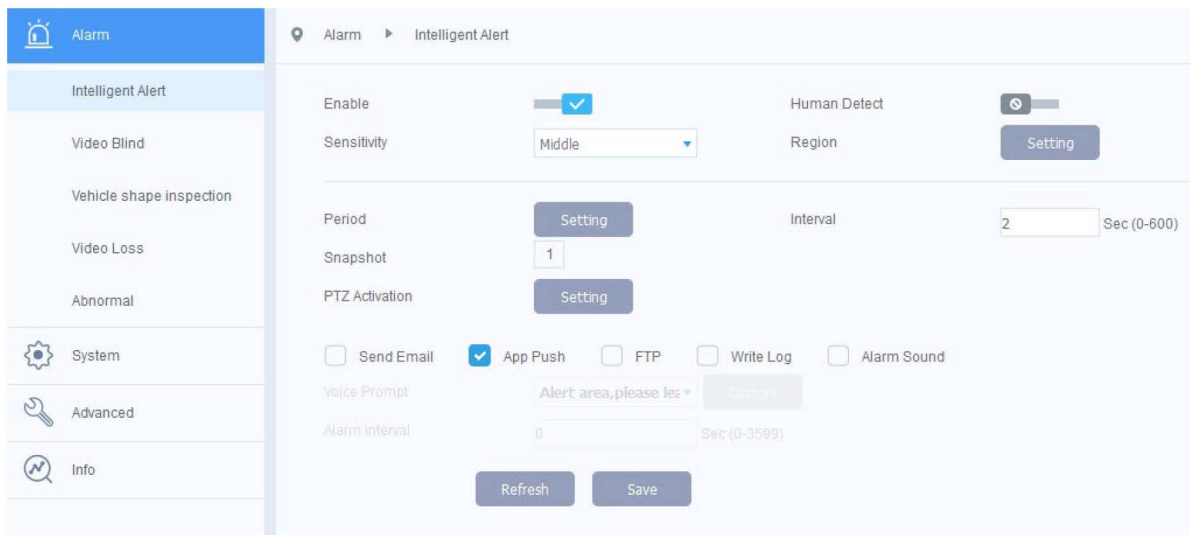 Alarm
Intelligent Alert
Video Blind
Vehicle shape inspection
Video Loss
Abnormal
System
Advanced
Info
Alarm Intelligent Alert
Enable Human Detect
Sensitivity Middle Region Setting
Period Setting Interval 2 Sec (0-600)
Snapshot 1
PTZ Activation Setting
Send Email App Push FTP Write Log Alarm Sound
Voice Prompt Alert area,please lea
Alarm Interval 0 Sec (0-3599)
Refresh Save